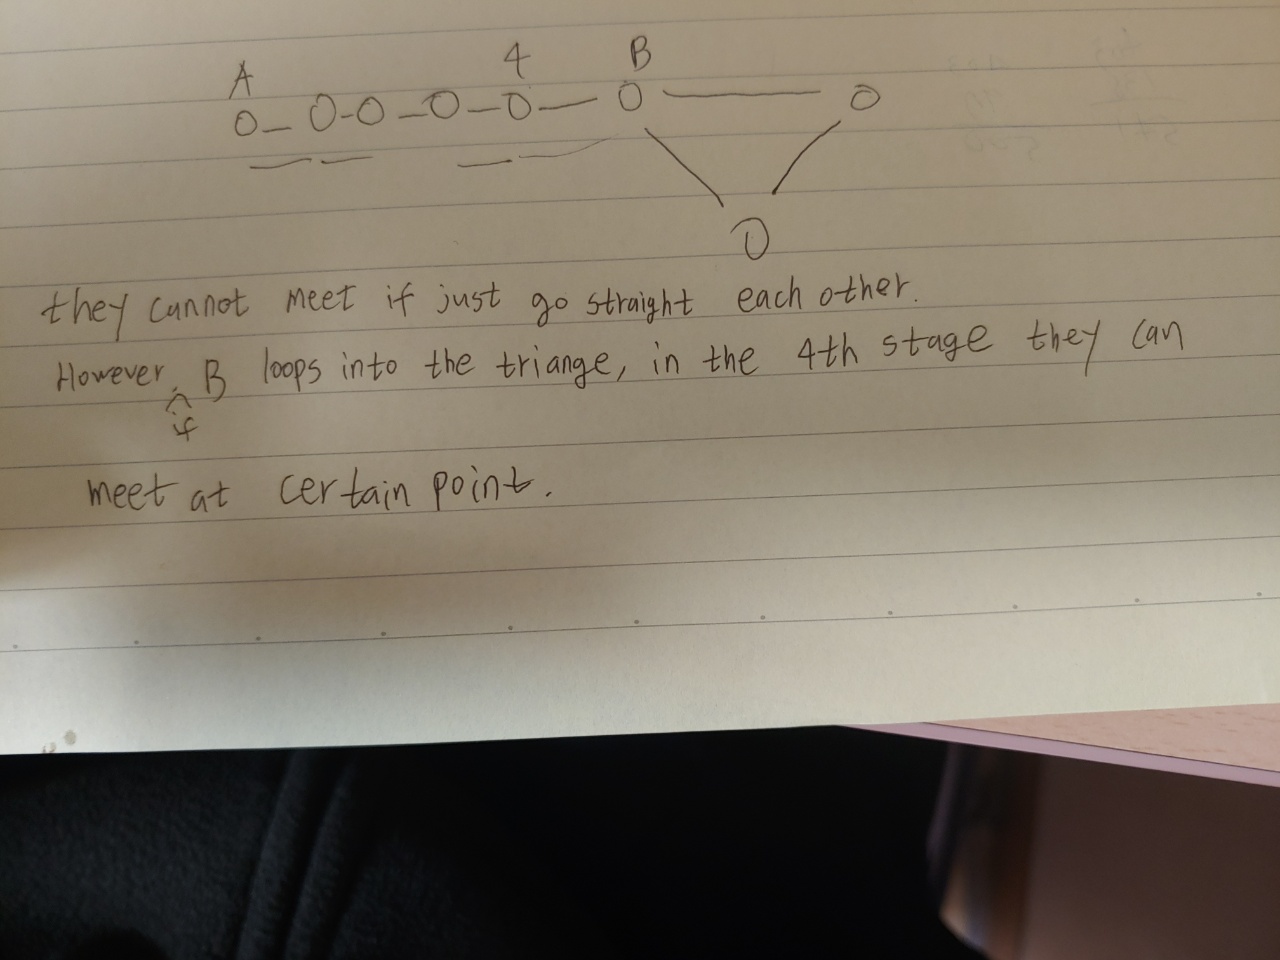 A 4 B
they cannot meet if just go straight each other.
However, B loops into the triange, in the 4th stage they can
if
meet at certain point.